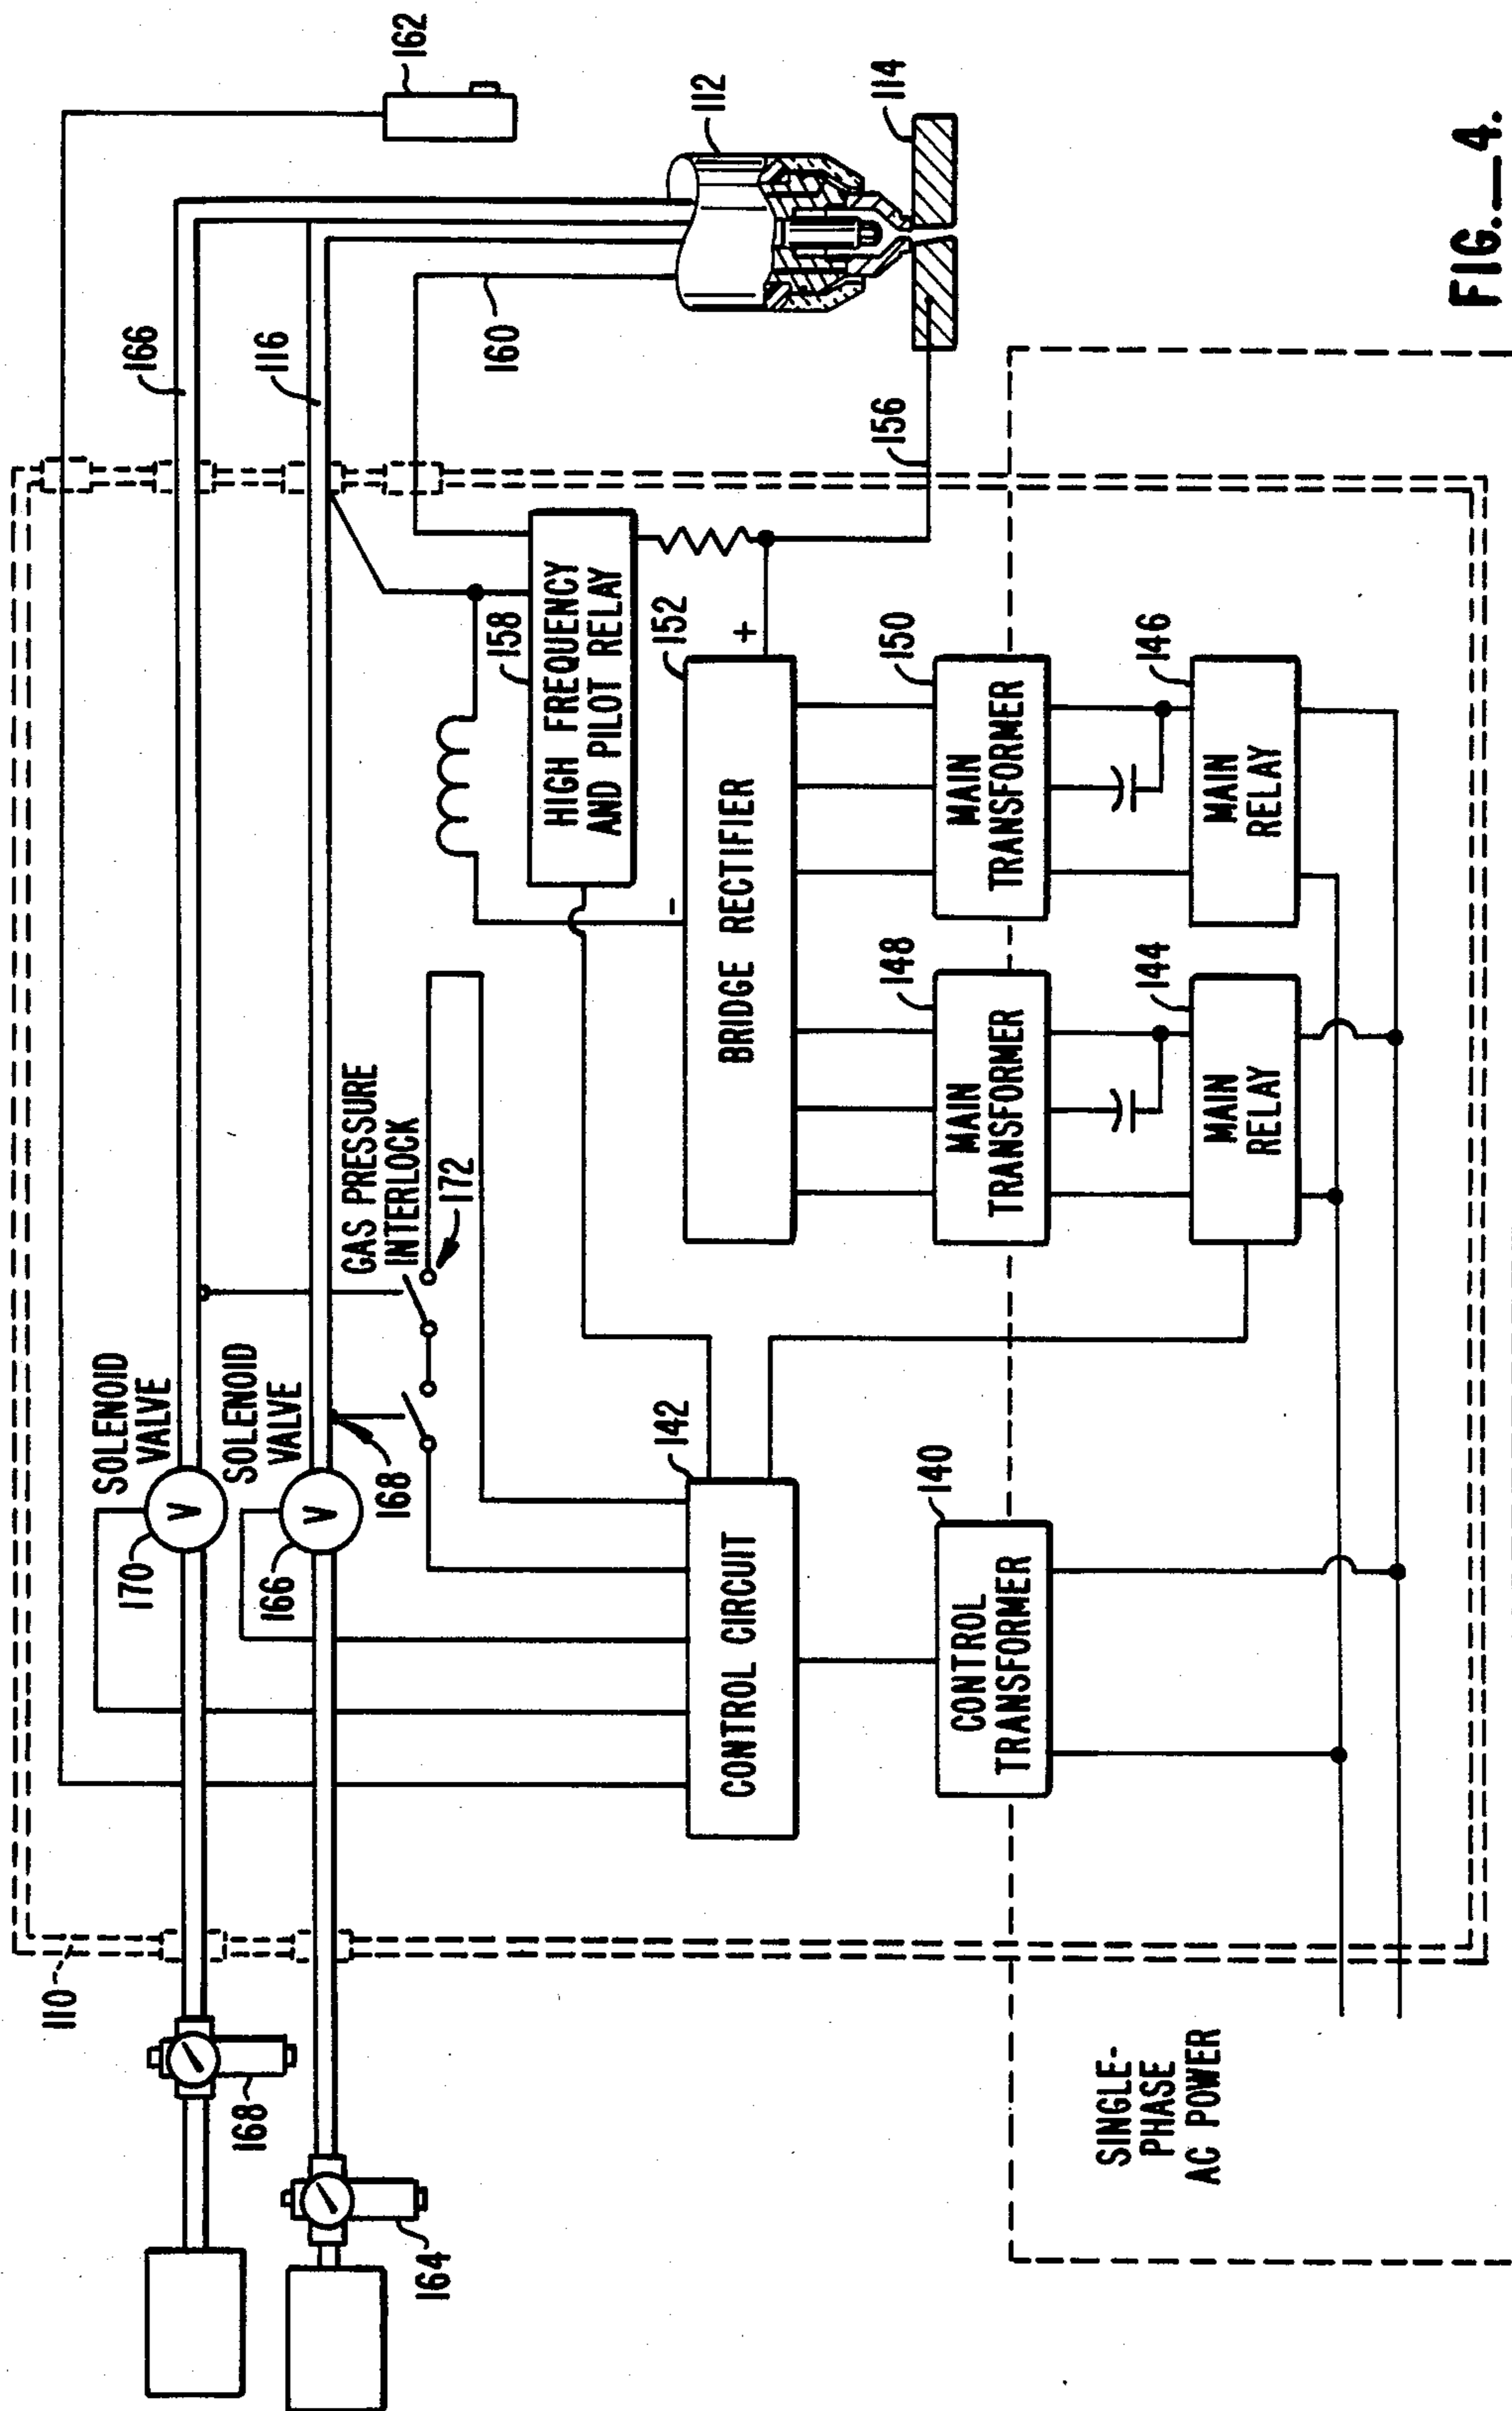 110
168
164
SOLENOID
VALVE
170
SOLENOID
VALVE
166
168
GAS PRESSURE
INTERLOCK
172
166
116
162
112
114
160
156
158
HIGH FREQUENCY
AND PILOT RELAY
152
BRIDGE RECTIFIER
+
-
142
CONTROL CIRCUIT
140
CONTROL
TRANSFORMER
148
MAIN
TRANSFORMER
150
MAIN
TRANSFORMER
144
MAIN
RELAY
146
MAIN
RELAY
V
V
SINGLE-
PHASE
AC POWER
FIG.—4.